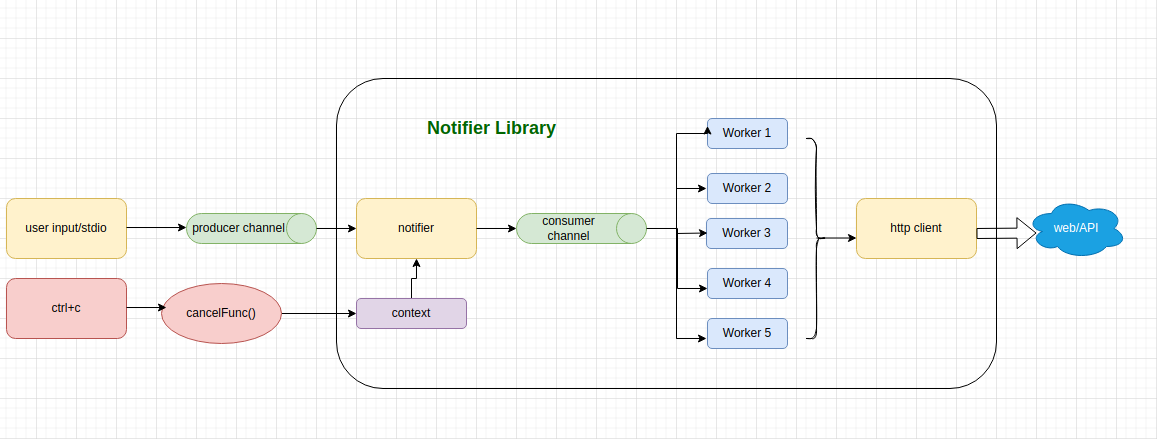 Notifier Library
user input/stdio
producer channel
notifier
consumer
channel
Worker 1
Worker 2
Worker 3
Worker 4
Worker 5
http client
web/API
ctrl+c
cancelFunc()
context